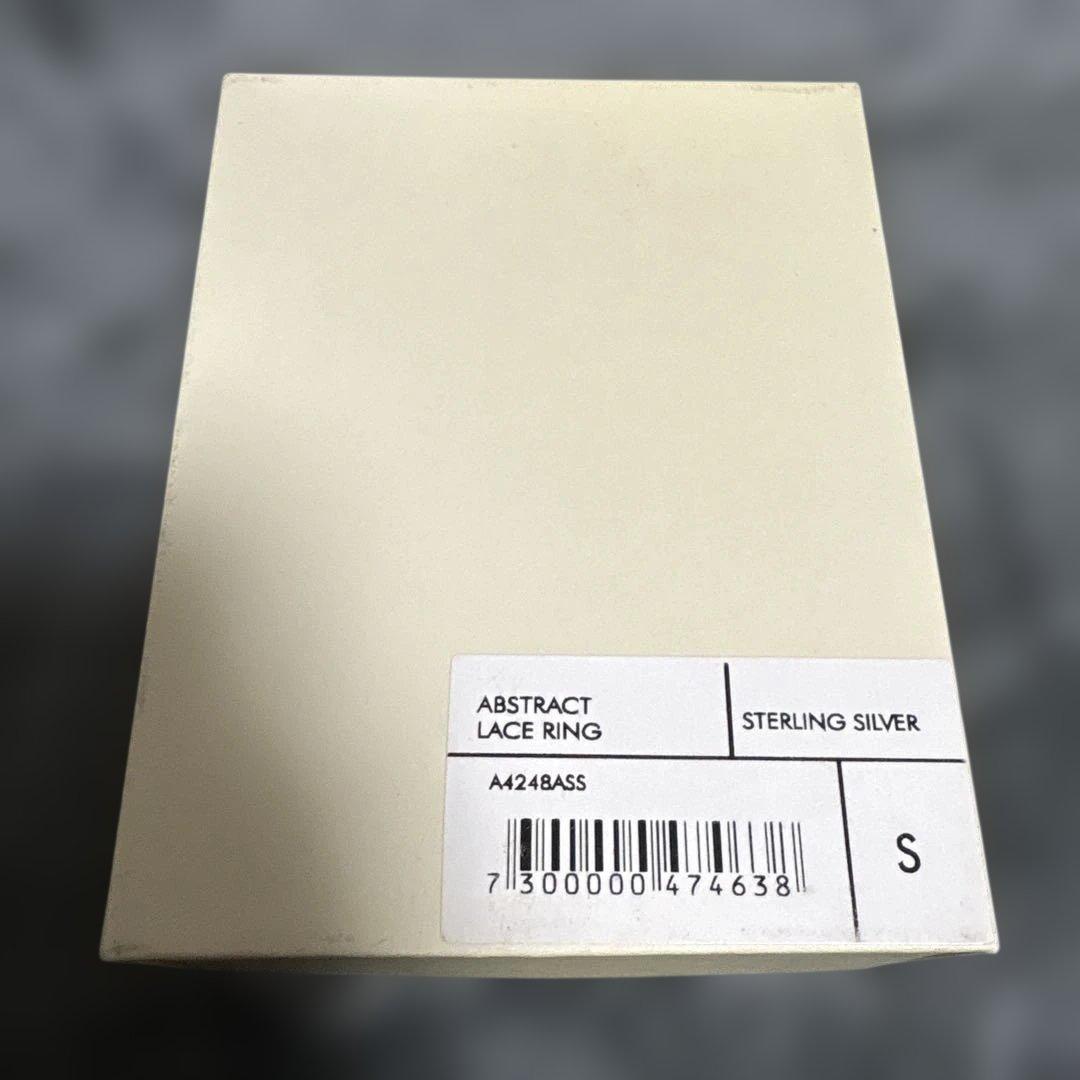 ABSTRACT
LACE RING
STERLING SILVER
A4248ASS
S
7 300000 474638